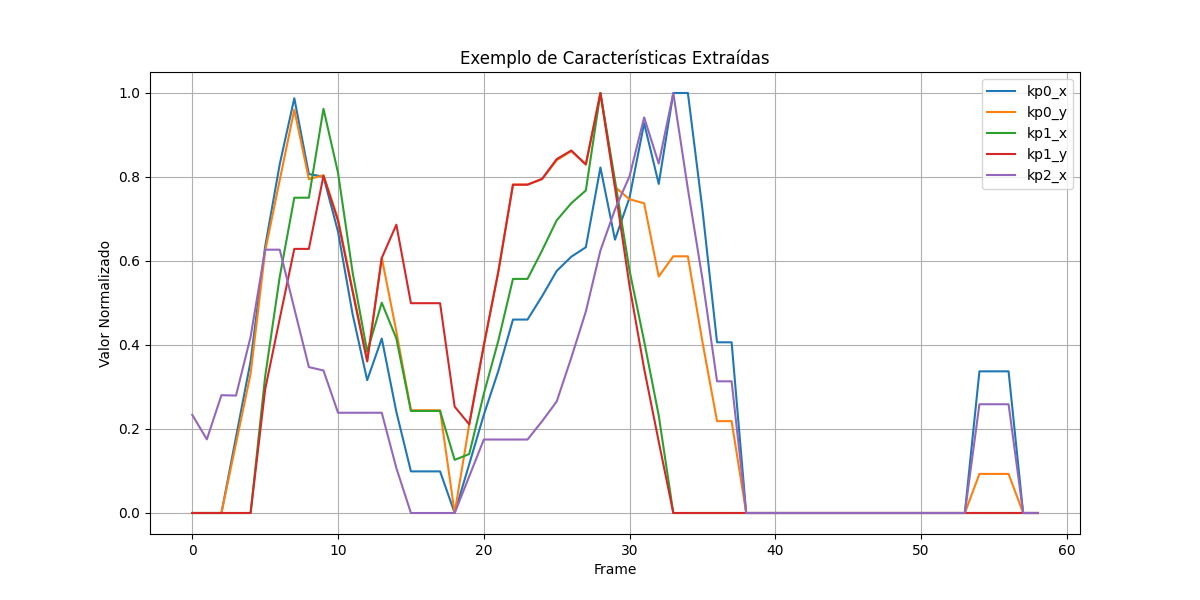 Exemplo de Características Extraídas
Valor Normalizado
1.0
0.8
0.6
0.4
0.2
0.0
kp0_x
kp0_y
kp1_x
kp1_y
kp2_x
0 10 20 30 40 50 60
Frame